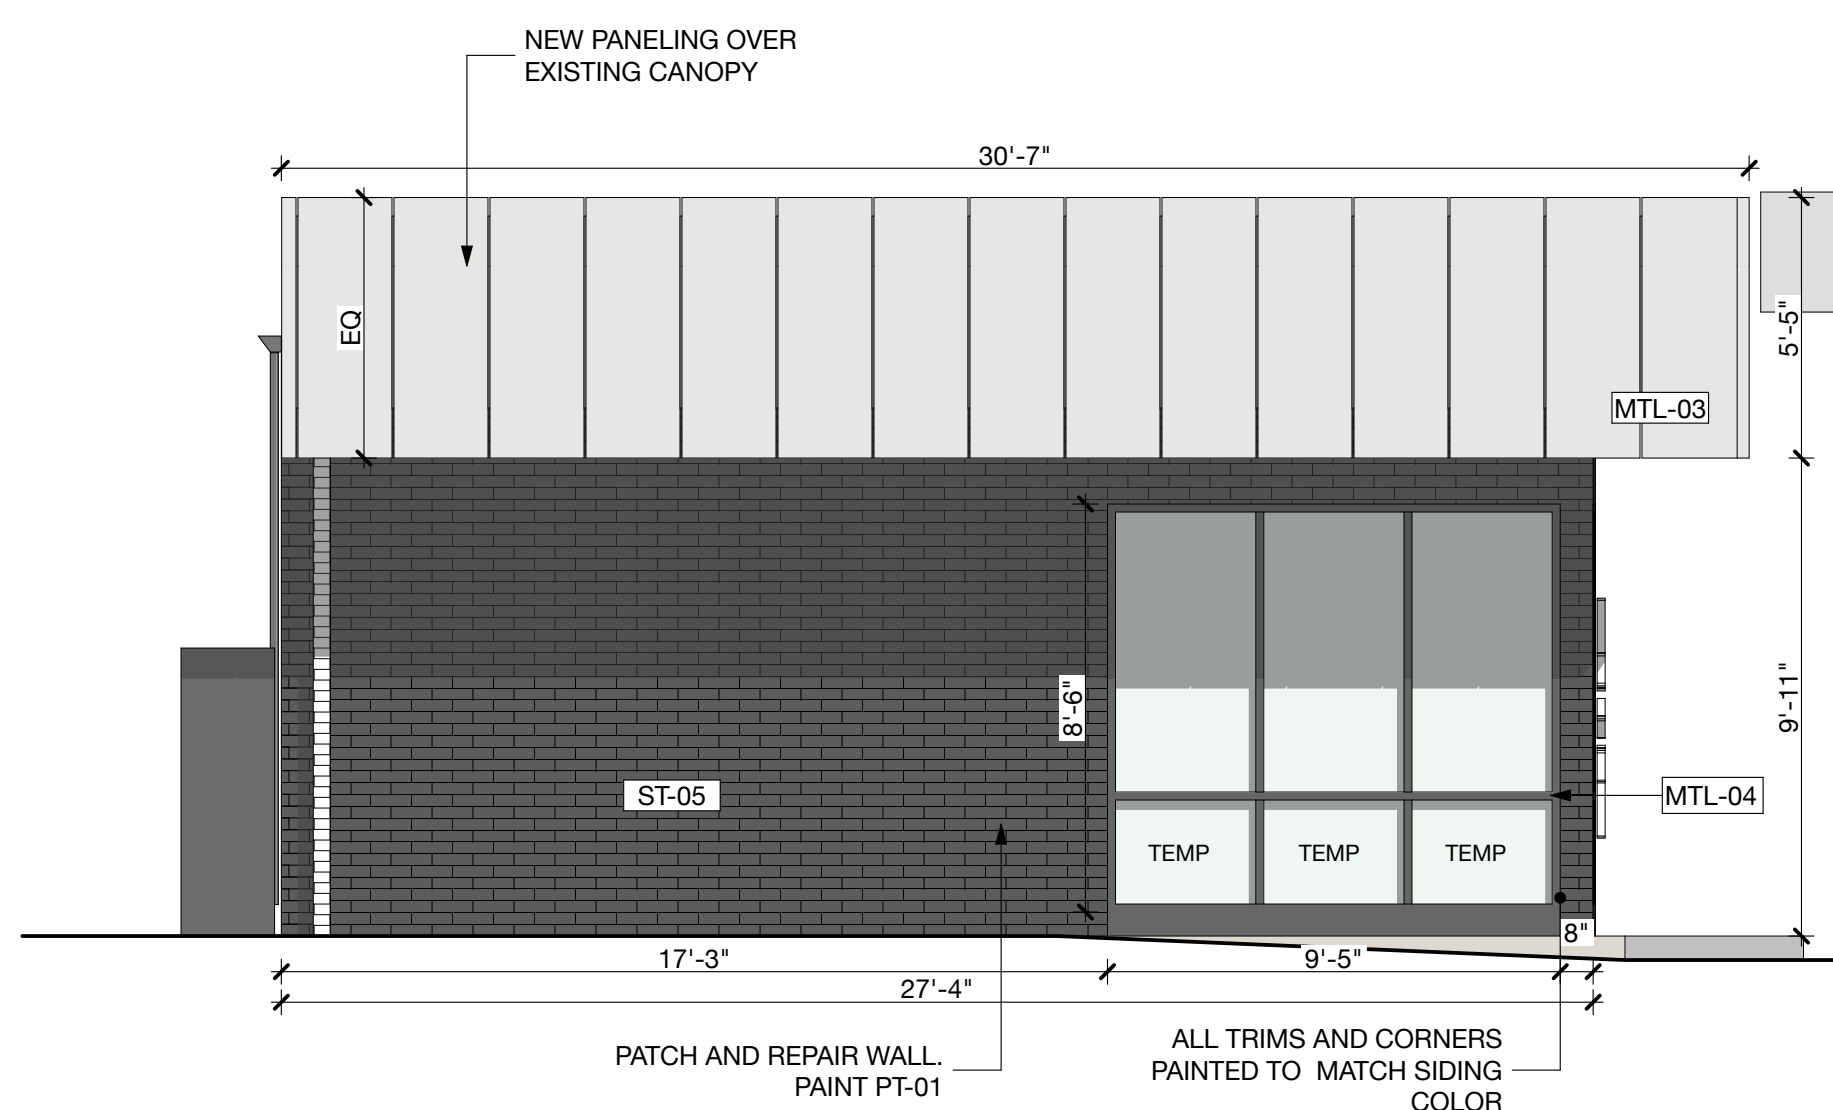 NEW PANELING OVER
EXISTING CANOPY
30'-7"
EQ
5'-5"
MTL-03
8'-6"
9'-11"
ST-05
MTL-04
TEMP TEMP TEMP
8"
17'-3" 9'-5"
27'-4"
PATCH AND REPAIR WALL.
PAINT PT-01
ALL TRIMS AND CORNERS
PAINTED TO  MATCH SIDING
COLOR